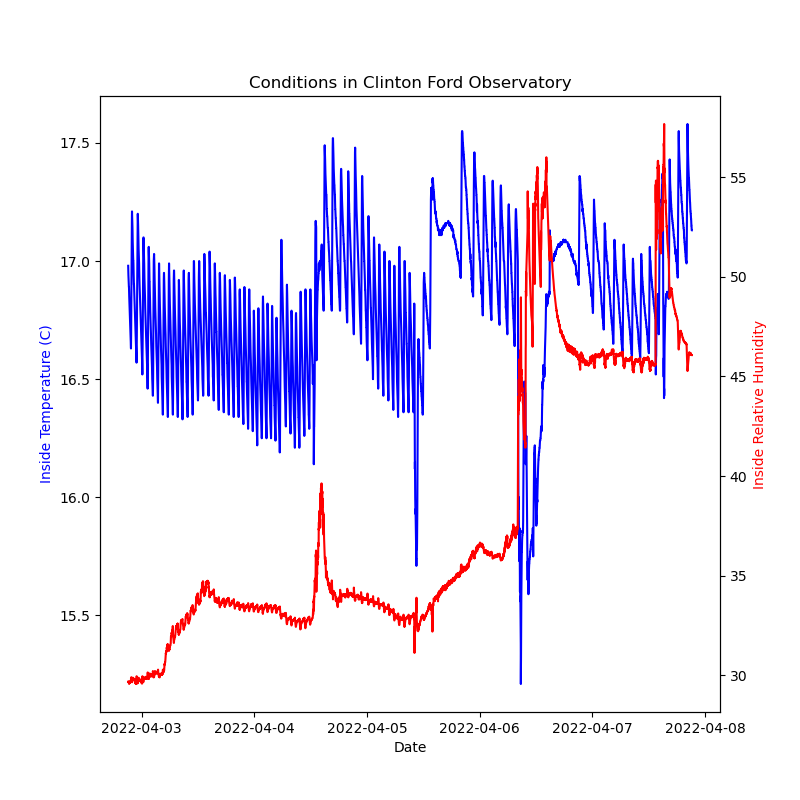 Conditions in Clinton Ford Observatory
17.5
17.0
16.5
16.0
15.5
Inside Temperature (C)
55
50
45
40
35
30
Inside Relative Humidity
2022-04-03 2022-04-04 2022-04-05 2022-04-06 2022-04-07 2022-04-08
Date